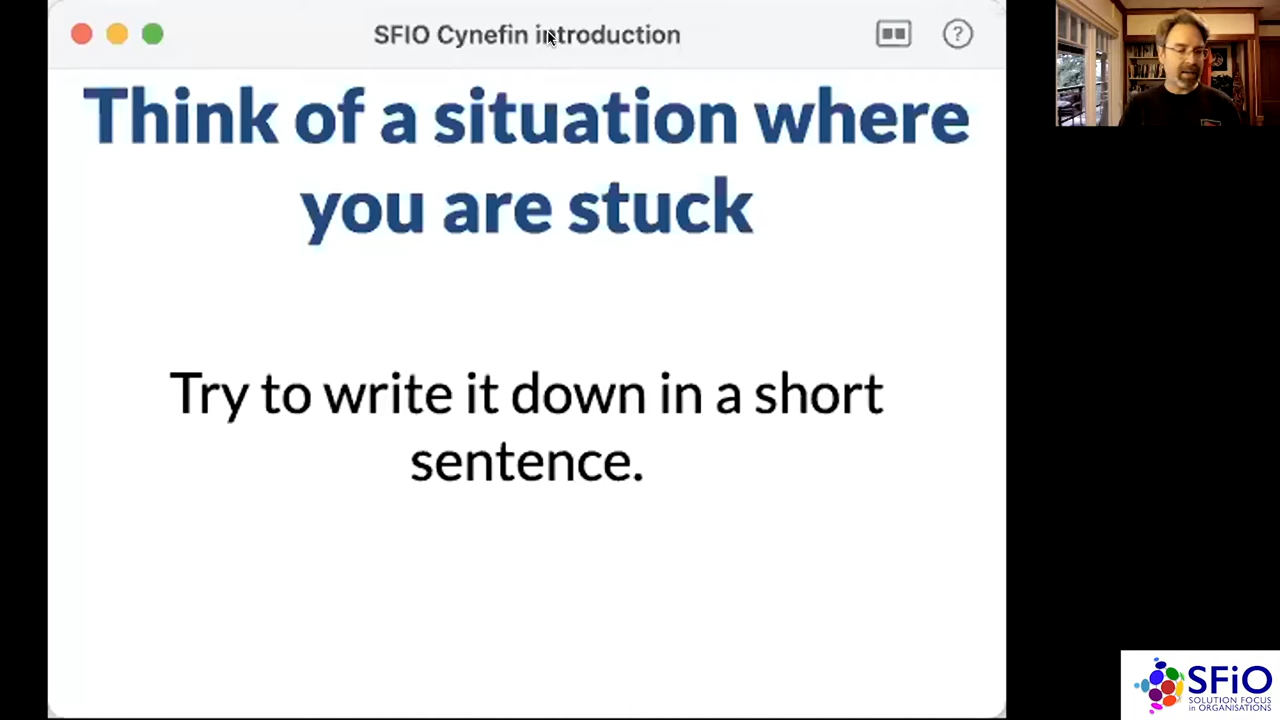 SFIO Cynefin introduction
?
Think of a situation where
you are stuck
Try to write it down in a short
sentence.
SFiO
SOLUTION FOCUS
in ORGANISATIONS